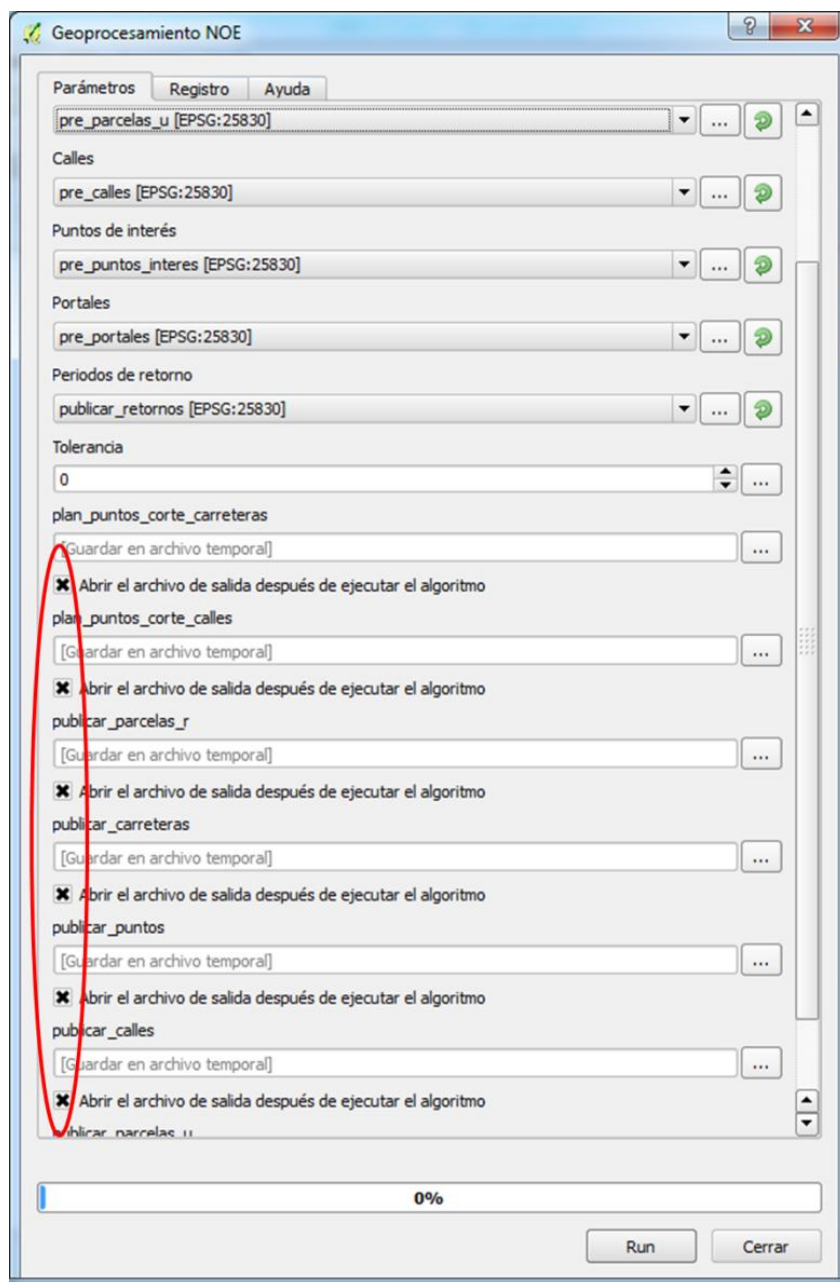 Geoprocesamiento NOE
Parámetros Registro Ayuda
pre_parcelas_u [EPSG:25830]
...
Calles
pre_calles [EPSG:25830]
...
Puntos de interés
pre_puntos_interes [EPSG:25830]
...
Portales
pre_portales [EPSG:25830]
...
Periodos de retorno
publicar_retornos [EPSG:25830]
...
Tolerancia
0
...
plan_puntos_corte_carreteras
[Guardar en archivo temporal]
...
Abrir el archivo de salida después de ejecutar el algoritmo
plan_puntos_corte_calles
[Guardar en archivo temporal]
...
Abrir el archivo de salida después de ejecutar el algoritmo
publicar_parcelas_r
[Guardar en archivo temporal]
...
Abrir el archivo de salida después de ejecutar el algoritmo
publicar_carreteras
[Guardar en archivo temporal]
...
Abrir el archivo de salida después de ejecutar el algoritmo
publicar_puntos
[Guardar en archivo temporal]
...
Abrir el archivo de salida después de ejecutar el algoritmo
publicar_calles
[Guardar en archivo temporal]
...
Abrir el archivo de salida después de ejecutar el algoritmo
publicar_parcelas_u
0%
Run Cerrar